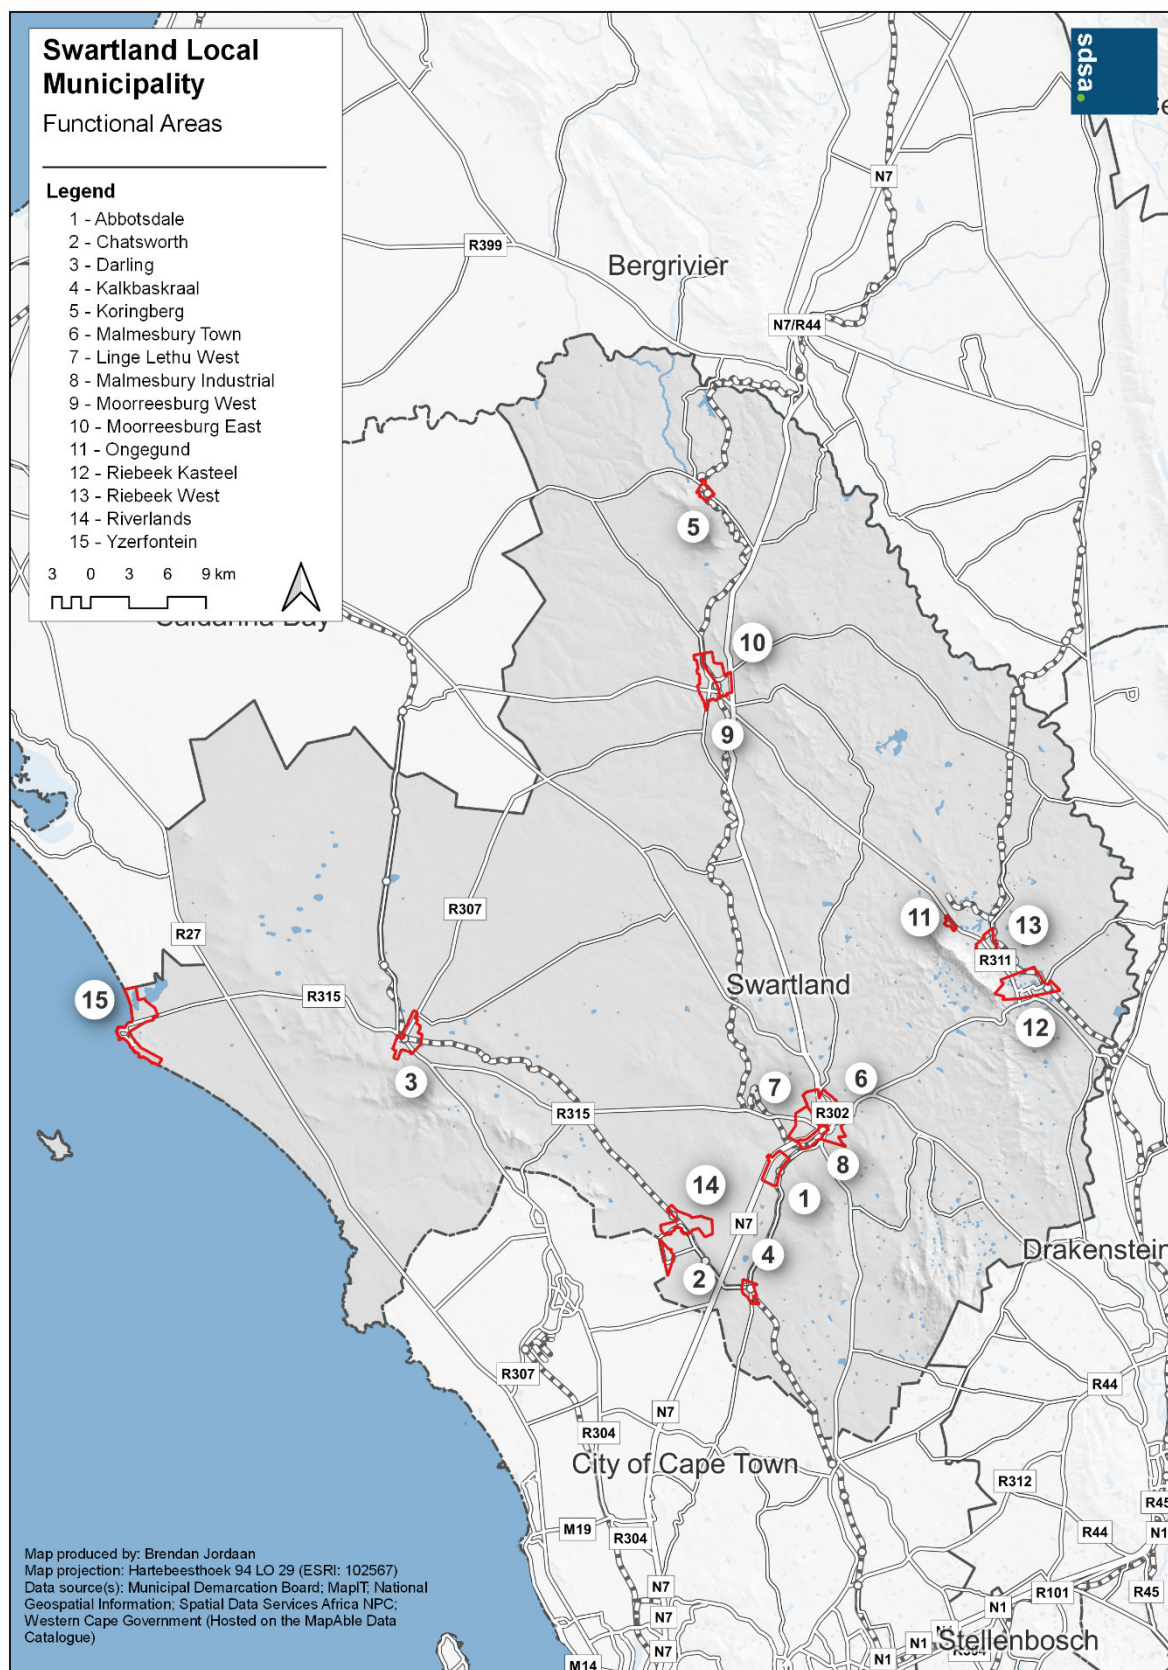 Swartland Local
Municipality
Functional Areas
Legend
1 - Abbotsdale
2 - Chatsworth
3 - Darling
4 - Kalkbaskraal
5 - Koringberg
6 - Malmesbury Town
7 - Linge Lethu West
8 - Malmesbury Industrial
9 - Moorreesburg West
10 - Moorreesburg East
11 - Ongegund
12 - Riebeek Kasteel
13 - Riebeek West
14 - Riverlands
15 - Yzerfontein
3 0 3 6 9 km
sdsa.
N7
R399
Bergrivier
N7/R44
5
10
9
R307
R27
11
13
R311
15
R315
Swartland
12
3
7
6
R315
R302
8
14
1
N7
4
2
Drakenstein
R307
R44
N7
R304
City of Cape Town
R312
R45
M19
R304
R44
N1
N7
R101
R45
N1
N7
N1
Stellenbosch
N7
N1
M14
Map produced by: Brendan Jordaan
Map projection: Hartebeesthoek 94 LO 29 (ESRI: 102567)
Data source(s): Municipal Demarcation Board; MapIT; National
Geospatial Information; Spatial Data Services Africa NPC;
Western Cape Government (Hosted on the MapAble Data
Catalogue)